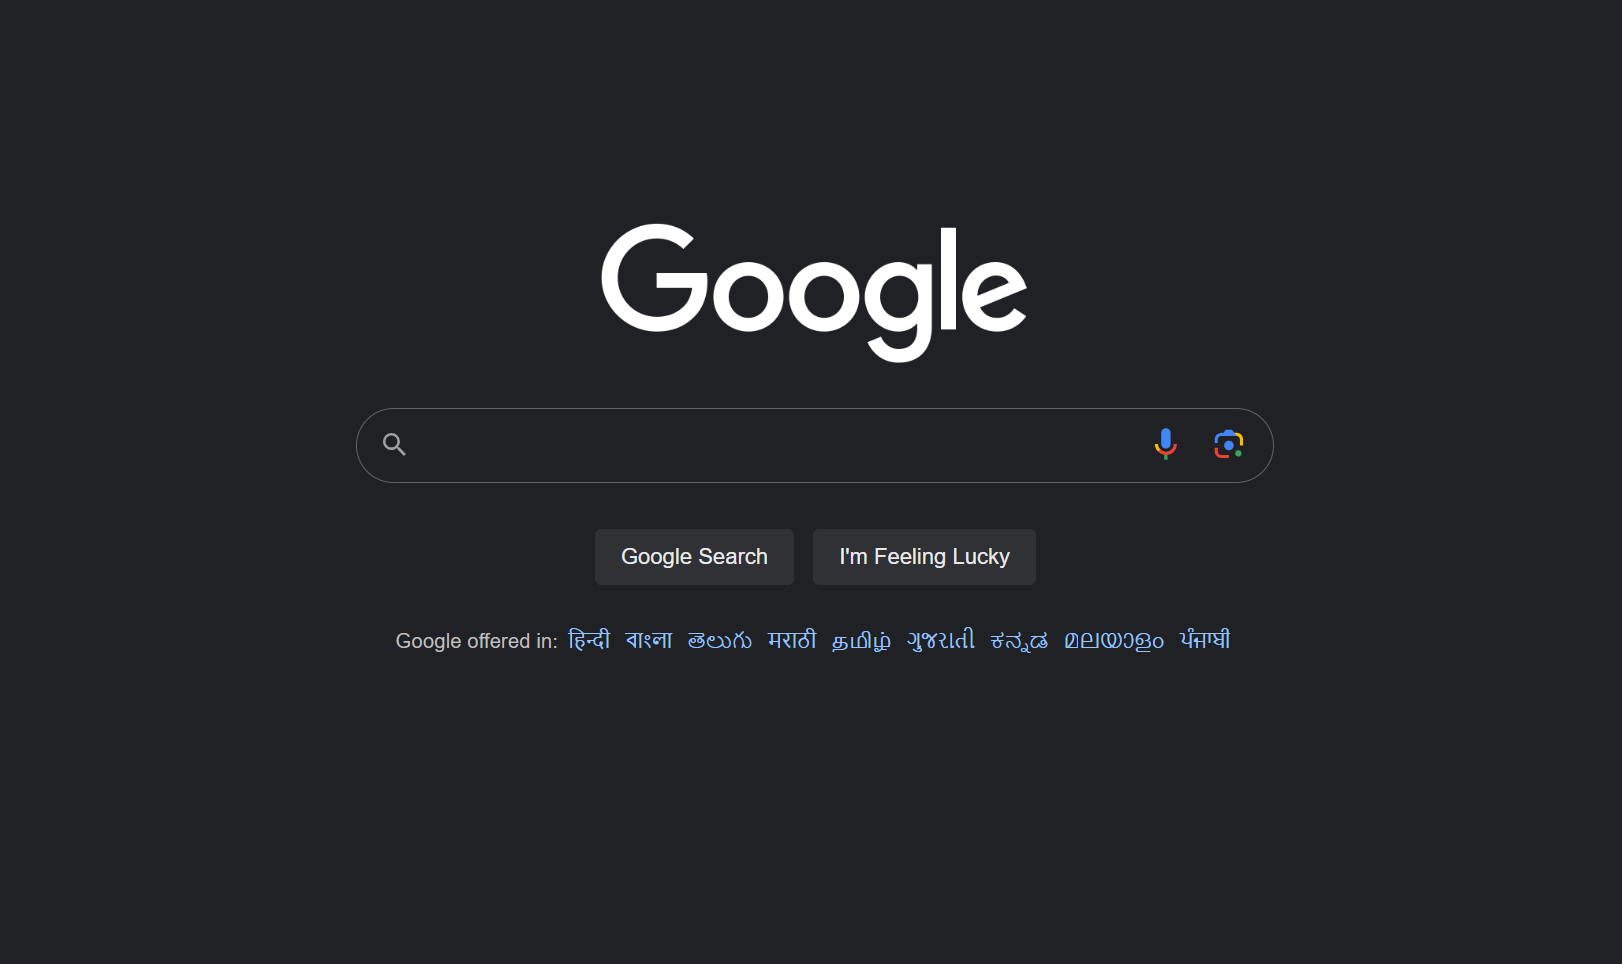 Google
Google Search I'm Feeling Lucky
Google offered in: हिन्दी বাংলা తెలుగు मराठी தமிழ் ગુજરાતી ಕನ್ನಡ മലയാളം ਪੰਜਾਬੀ